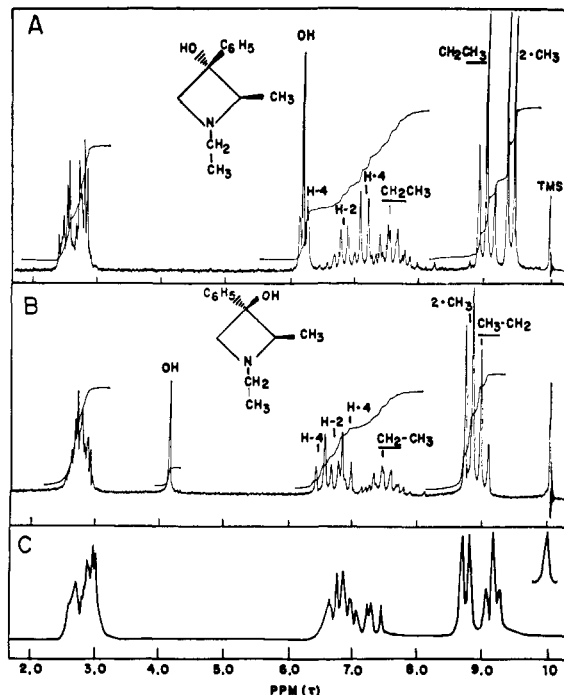 A
HO C6H5
CH3
N
CH2
CH3
OH
H-4
H-2
H-4
CH2CH3
CH2CH3
2-CH3
TMS
B
C6H5 OH
CH3
N
CH2
CH3
OH
H-4
H-2
H-4
CH2-CH3
2-CH3
CH3-CH2
C
2.0 3.0 4.0 5.0 6.0 7.0 8.0 9.0 10.0
PPM (τ)